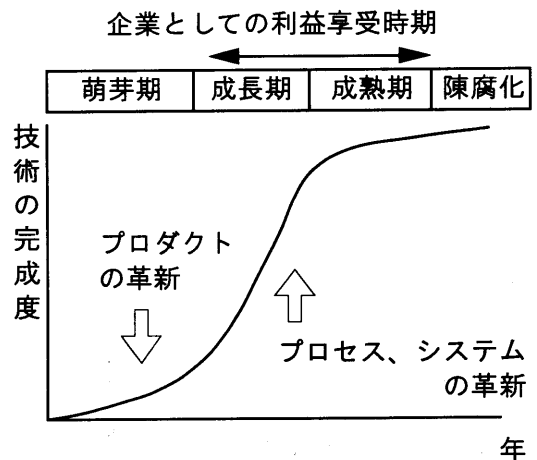 企業としての利益享受時期
萌芽期 成長期 成熟期 陳腐化
技術の完成度
プロダクト
の革新
プロセス、システム
の革新
年